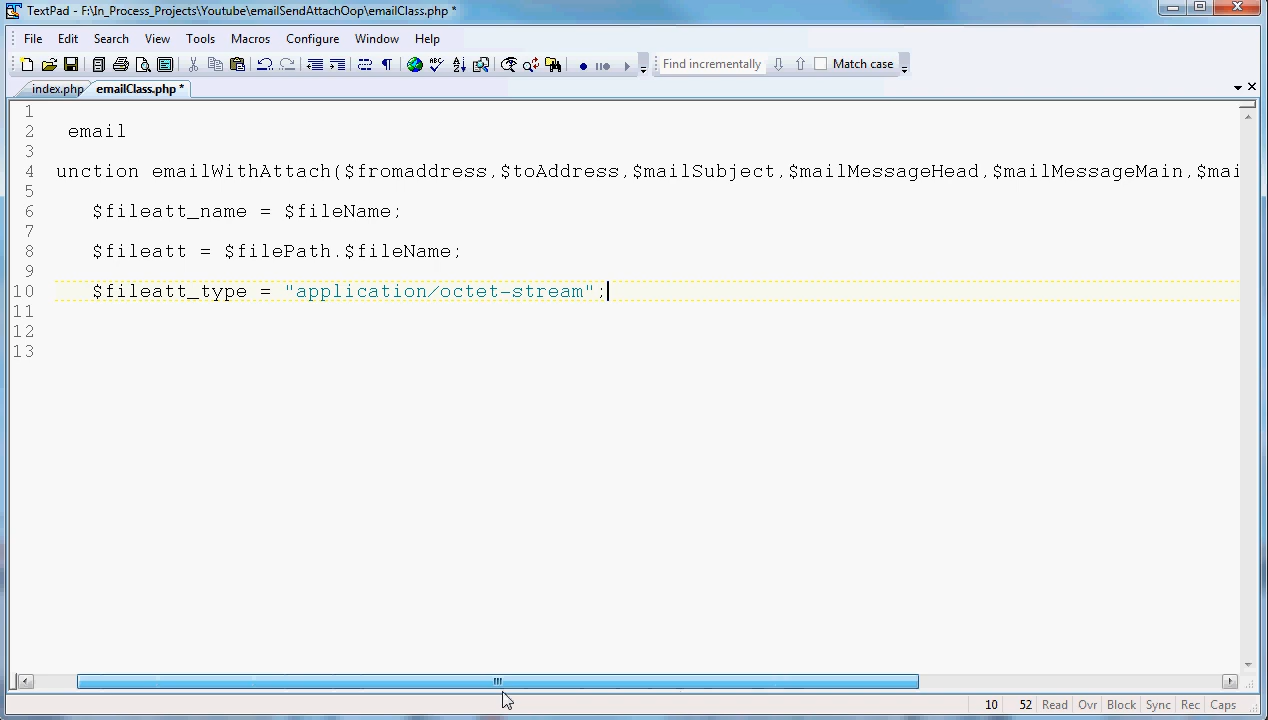 TextPad - F:\In_Process_Projects\Youtube\emailSendAttachOop\emailClass.php *
File Edit Search View Tools Macros Configure Window Help
Find incrementally Match case
index.php emailClass.php *
1
2 email
3
4 unction emailWithAttach($fromaddress,$toAddress,$mailSubject,$mailMessageHead,$mailMessageMain,$mai
5
6 $fileatt_name = $fileName;
7
8 $fileatt = $filePath.$fileName;
9
10 $fileatt_type = "application/octet-stream";
11
12
13
10 52 Read Ovr Block Sync Rec Caps